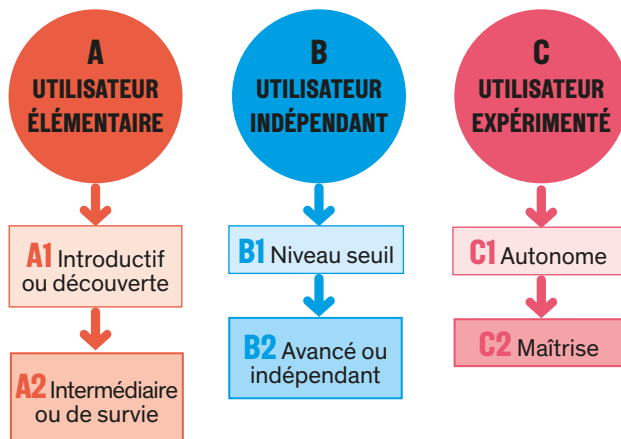 A
UTILISATEUR
ÉLÉMENTAIRE
A1 Introductif
ou découverte
A2 Intermédiaire
ou de survie
B
UTILISATEUR
INDÉPENDANT
B1 Niveau seuil
B2 Avancé ou
indépendant
C
UTILISATEUR
EXPÉRIMENTÉ
C1 Autonome
C2 Maîtrise